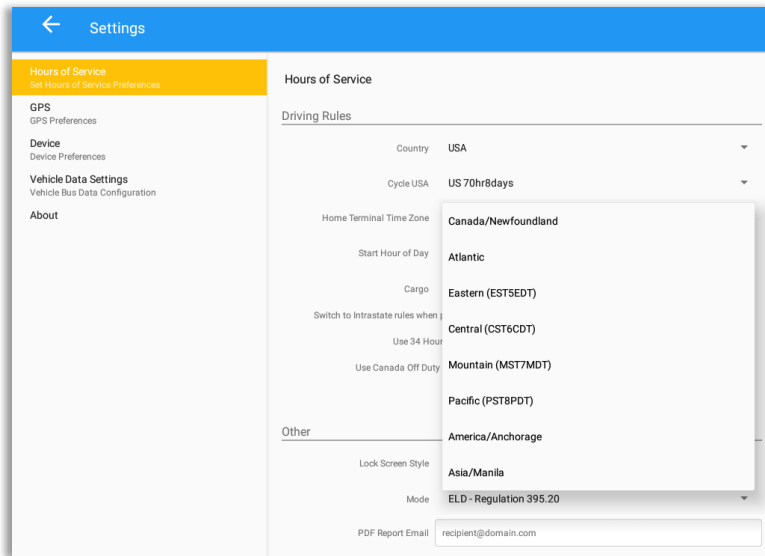 Settings
Hours of Service
Set Hours of Service Preferences
GPS
GPS Preferences
Device
Device Preferences
Vehicle Data Settings
Vehicle Bus Data Configuration
About
Hours of Service
Driving Rules
Country USA
Cycle USA US 70hr8days
Home Terminal Time Zone
Canada/Newfoundland
Start Hour of Day
Atlantic
Cargo
Eastern (EST5EDT)
Switch to Intrastate rules when
Central (CST6CDT)
Use 34
Use Canada Off Duty
Mountain (MST7MDT)
Pacific (PST8PDT)
Other
America/Anchorage
Lock Screen Style
Asia/Manila
Mode ELD - Regulation 395.20
PDF Report Email recipient@domain.com